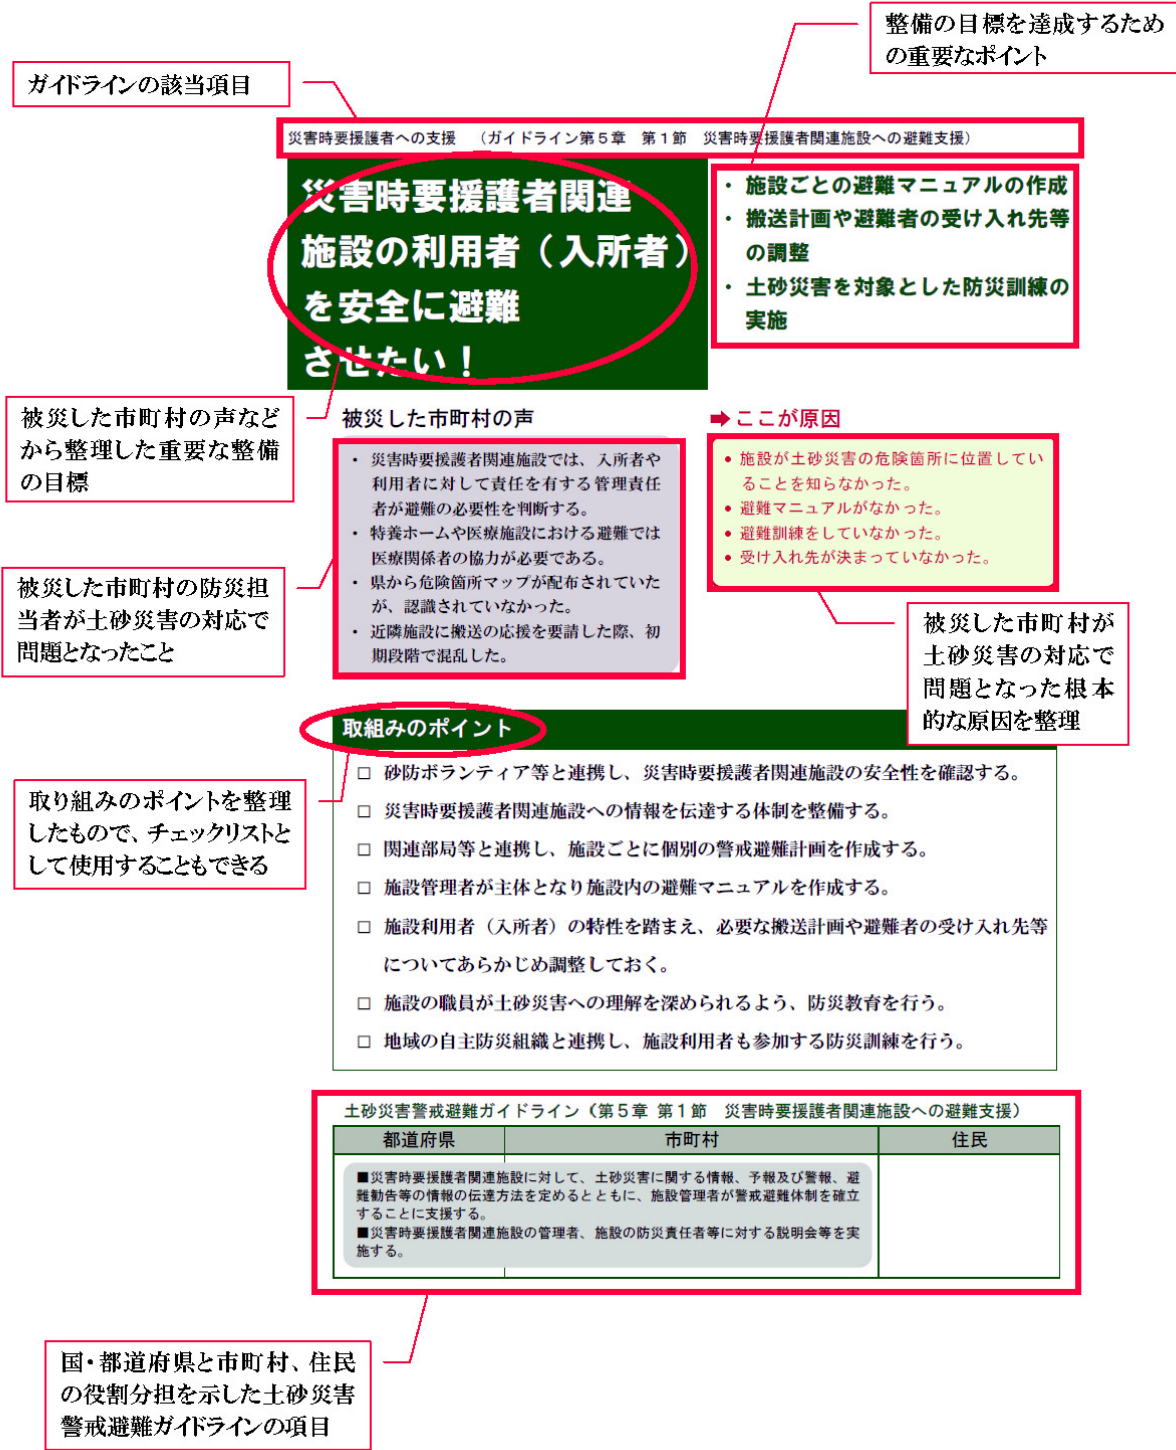 整備の目標を達成するため
の重要なポイント
ガイドラインの該当項目
災害時要援護者への支援 （ガイドライン第５章 第１節 災害時要援護者関連施設への避難支援）
災害時要援護者関連
施設の利用者（入所者）
を安全に避難
させたい！
・ 施設ごとの避難マニュアルの作成
・ 搬送計画や避難者の受け入れ先等
の調整
・ 土砂災害を対象とした防災訓練の
実施
被災した市町村の声など
から整理した重要な整備
の目標
被災した市町村の声
・ 災害時要援護者関連施設では、入所者や
利用者に対して責任を有する管理責任
者が避難の必要性を判断する。
・ 特養ホームや医療施設における避難では
医療関係者の協力が必要である。
・ 県から危険箇所マップが配布されていた
が、認識されていなかった。
・ 近隣施設に搬送の応援を要請した際、初
期段階で混乱した。
➡ここが原因
• 施設が土砂災害の危険箇所に位置してい
ることを知らなかった。
• 避難マニュアルがなかった。
• 避難訓練をしていなかった。
• 受け入れ先が決まっていなかった。
被災した市町村の防災担
当者が土砂災害の対応で
問題となったこと
被災した市町村が
土砂災害の対応で
問題となった根本
的な原因を整理
取組みのポイント
□ 砂防ボランティア等と連携し、災害時要援護者関連施設の安全性を確認する。
□ 災害時要援護者関連施設への情報を伝達する体制を整備する。
□ 関連部局等と連携し、施設ごとに個別の警戒避難計画を作成する。
□ 施設管理者が主体となり施設内の避難マニュアルを作成する。
□ 施設利用者（入所者）の特性を踏まえ、必要な搬送計画や避難者の受け入れ先等
についてあらかじめ調整しておく。
□ 施設の職員が土砂災害への理解を深められるよう、防災教育を行う。
□ 地域の自主防災組織と連携し、施設利用者も参加する防災訓練を行う。
取り組みのポイントを整理
したもので、チェックリストと
して使用することもできる
土砂災害警戒避難ガイドライン（第５章 第１節 災害時要援護者関連施設への避難支援）
都道府県 市町村 住民
■災害時要援護者関連施設に対して、土砂災害に関する情報、予報及び警報、避
難勧告等の情報の伝達方法を定めるとともに、施設管理者が警戒避難体制を確立
することに支援する。
■災害時要援護者関連施設の管理者、施設の防災責任者等に対する説明会等を実
施する。
国・都道府県と市町村、住民
の役割分担を示した土砂災害
警戒避難ガイドラインの項目